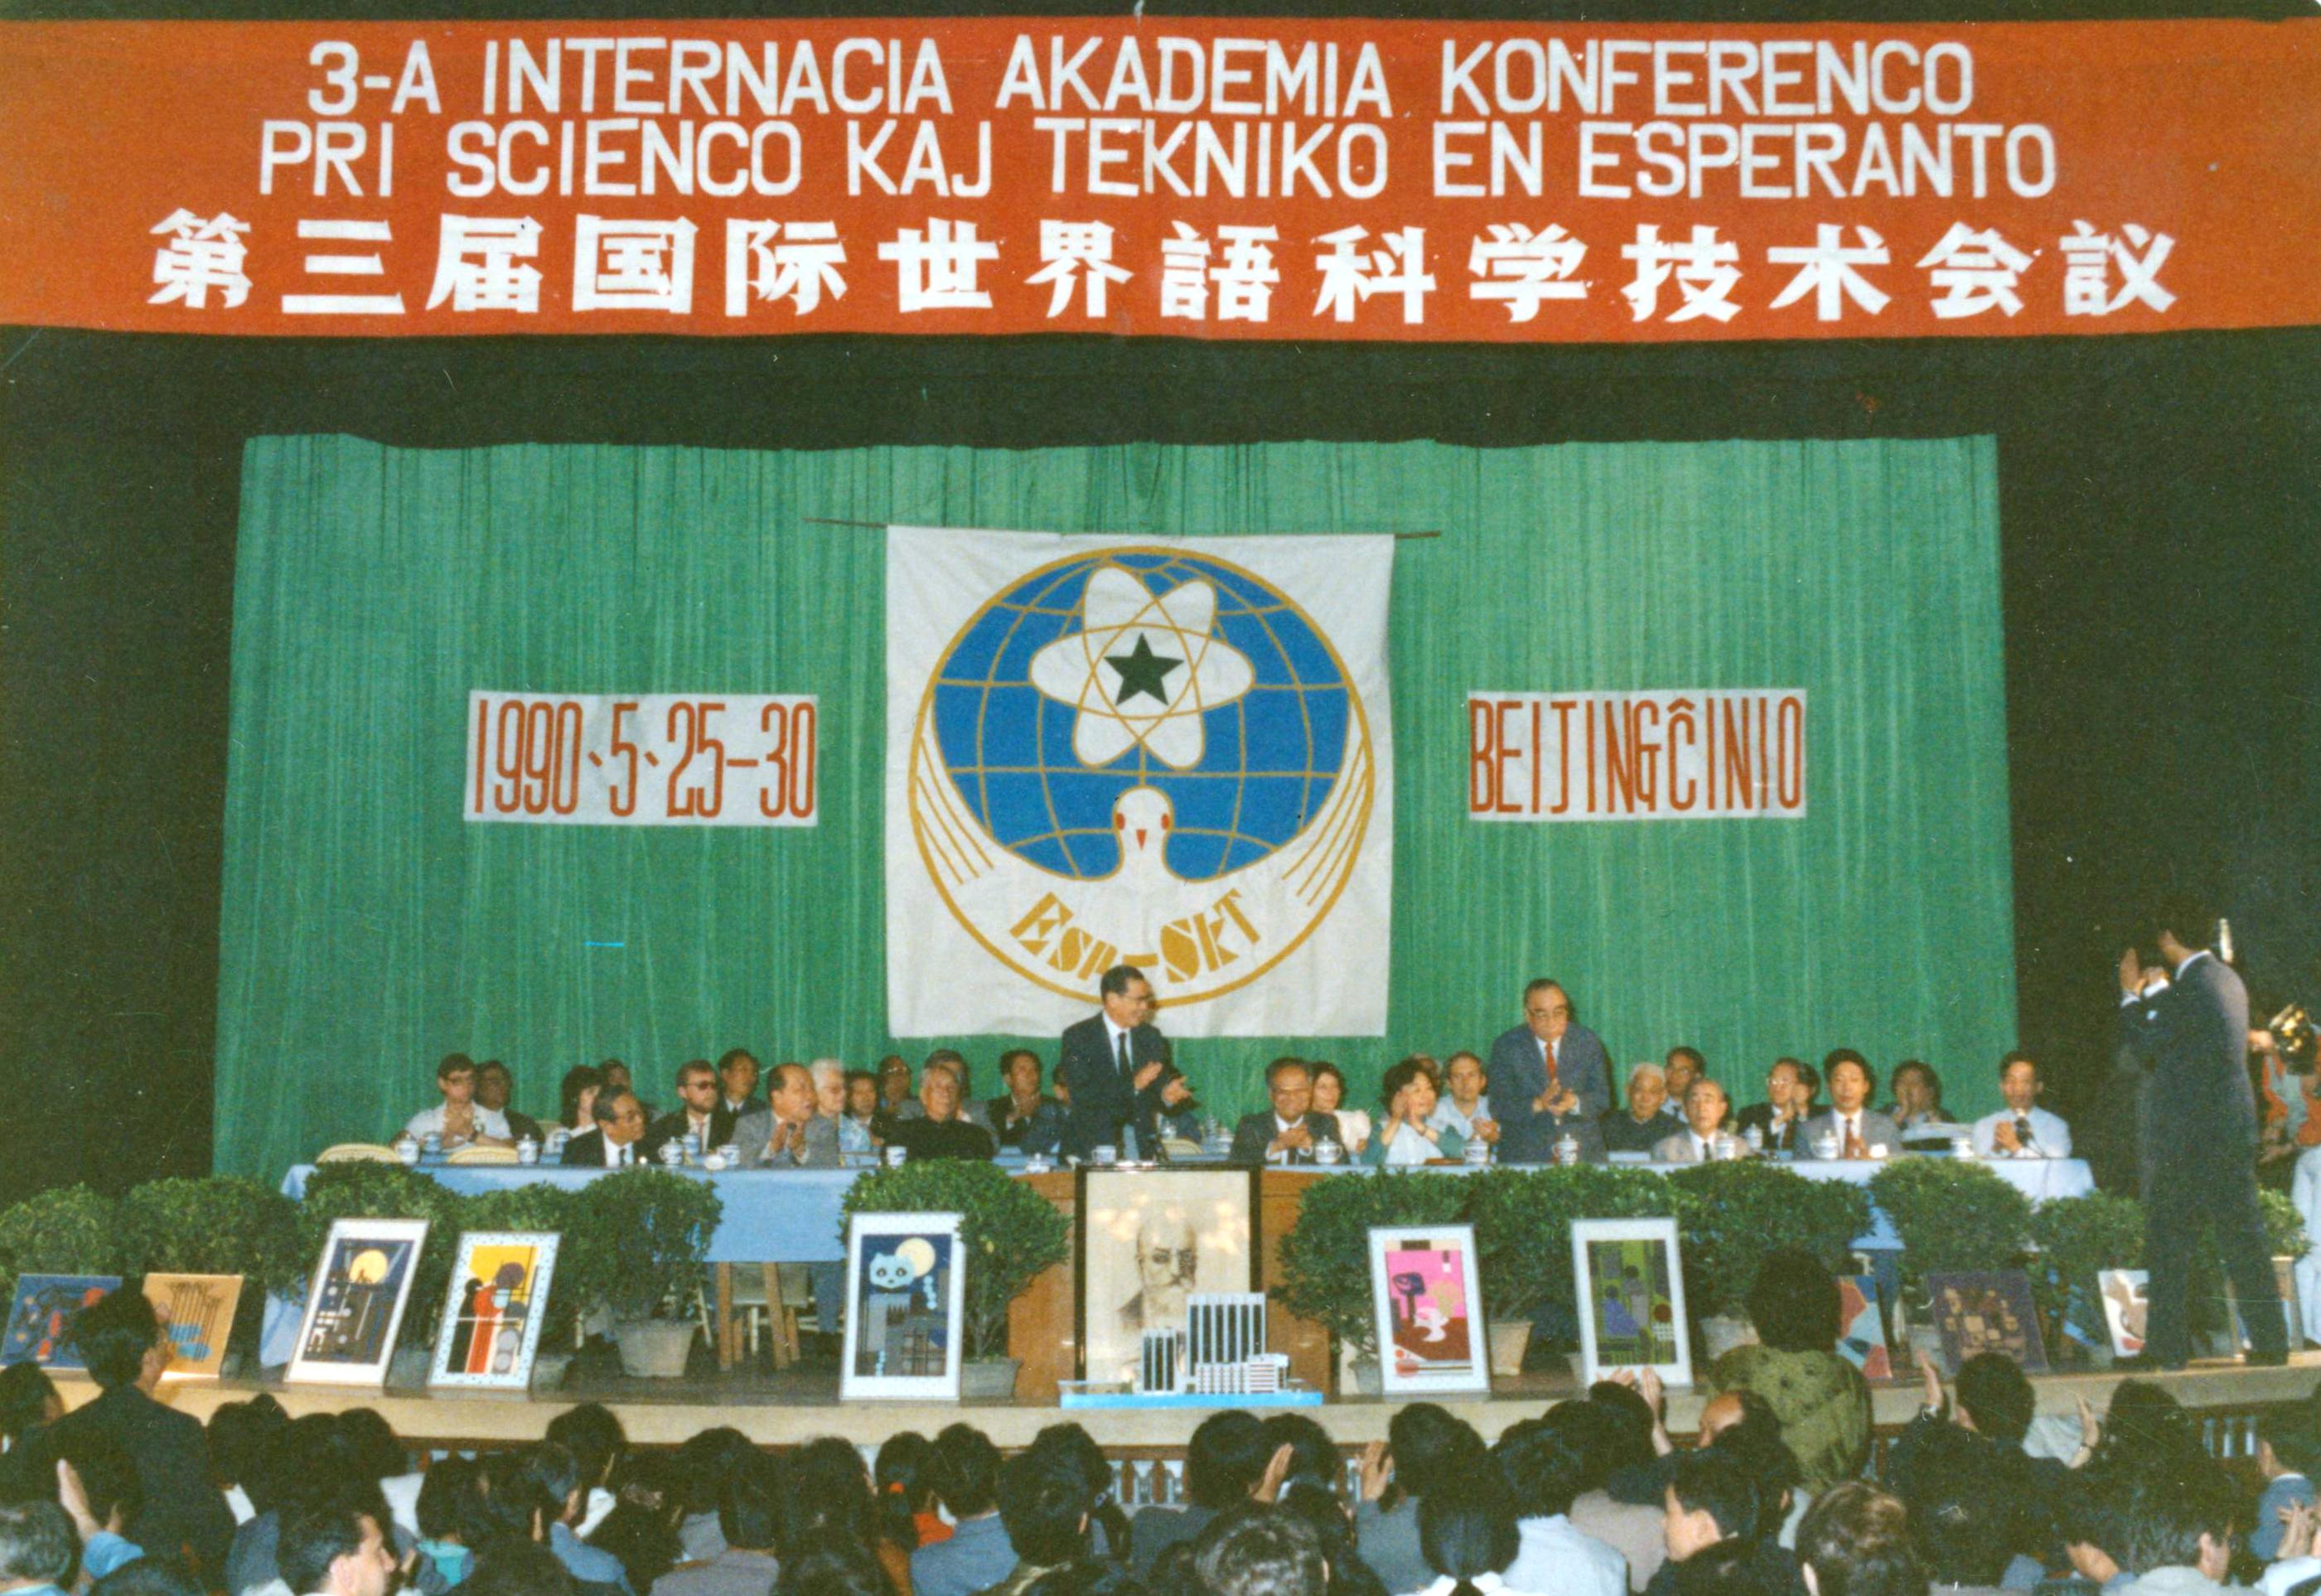 3-A INTERNACIA AKADEMIA KONFERENCO
PRI SCIENCO KAJ TEKNIKO EN ESPERANTO
第三届国际世界語科学技术会议
1990·5·25-30
BEIJING ĈINIO
ESP-SKT